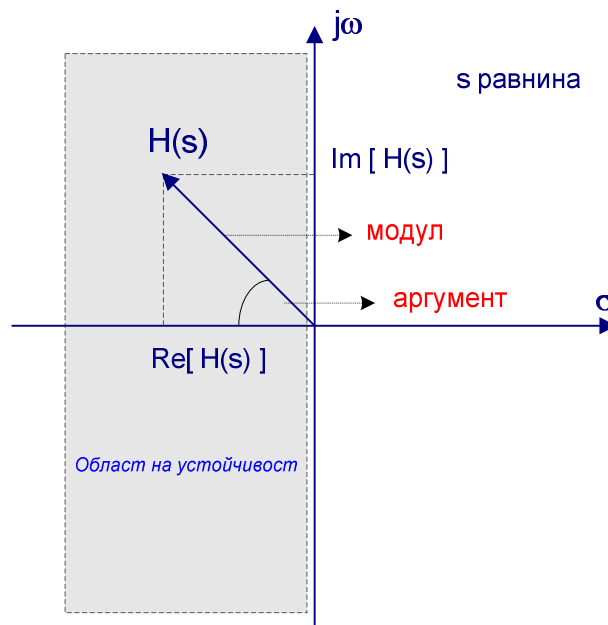 jω
s равнина
H(s)
Im [ H(s) ]
модул
аргумент
σ
Re[ H(s) ]
Област на устойчивост